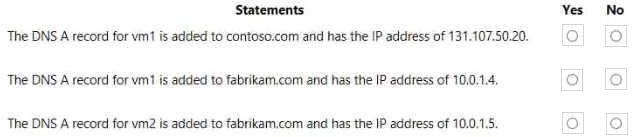 Statements Yes No
The DNS A record for vm1 is added to contoso.com and has the IP address of 131.107.50.20.
The DNS A record for vm1 is added to fabrikam.com and has the IP address of 10.0.1.4.
The DNS A record for vm2 is added to fabrikam.com and has the IP address of 10.0.1.5.